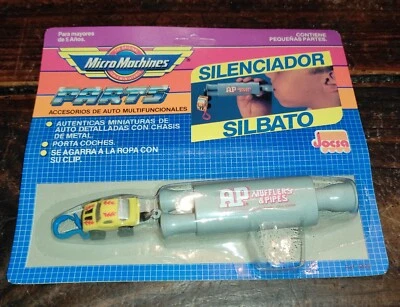 Para mayores
de 5 Años.
CONTIENE
PEQUEÑAS PARTES.
Micro Machines
PARTS
ACCESORIOS DE AUTO MULTIFUNCIONALES
SILENCIADOR
SILBATO
AP
• AUTENTICAS MINIATURAS DE
AUTO DETALLADAS CON CHASIS
DE METAL.
• PORTA COCHES.
• SE AGARRA A LA ROPA CON
SU CLIP.
Jocsa
AP MUFFLERS
& PIPES